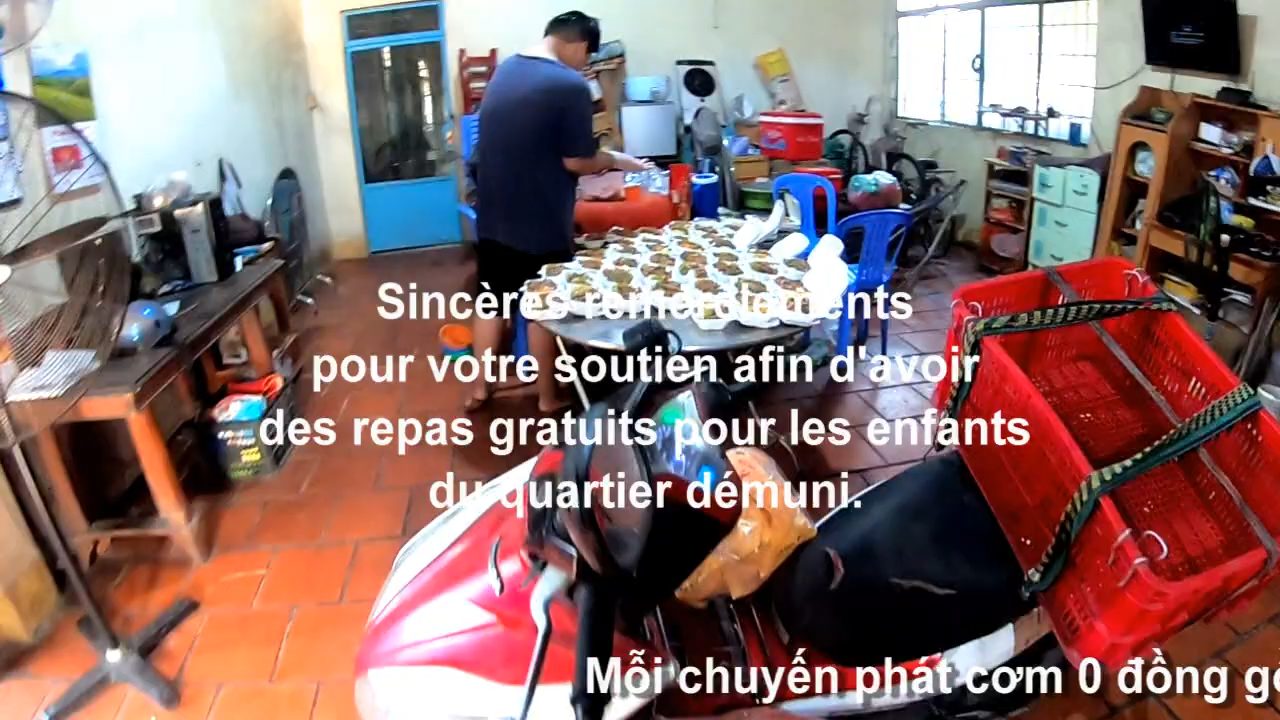 Sincères remerciements
pour votre soutien afin d'avoir
des repas gratuits pour les enfants
du quartier démuni.
Mỗi chuyến phát cơm 0 đồng